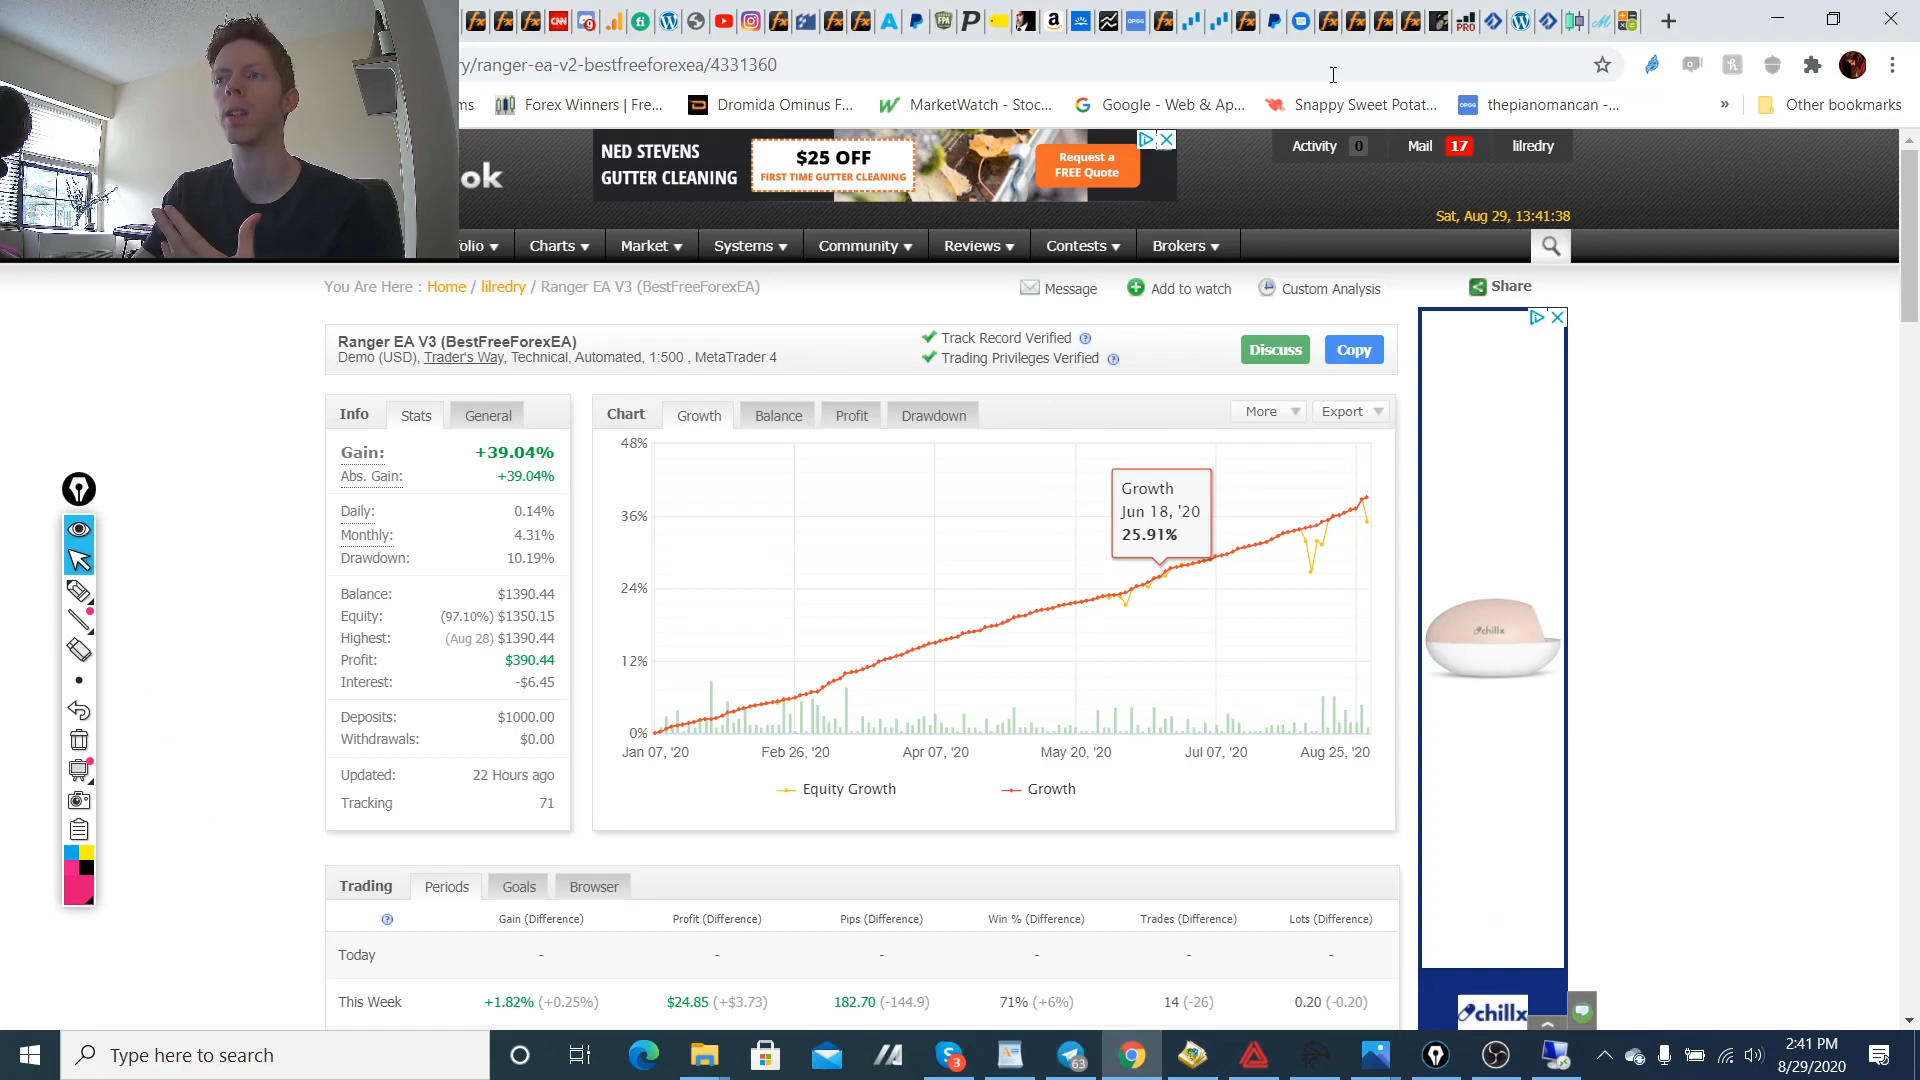 ry/ranger-ea-v2-bestfreeforexea/4331360
ms
Forex Winners | Fre...
Dromida Ominus F...
MarketWatch - Stoc...
Google - Web & Ap...
Snappy Sweet Potat...
thepianomancan -...
»
Other bookmarks
ok
NED STEVENS
GUTTER CLEANING
$25 OFF
FIRST TIME GUTTER CLEANING
Request a
FREE Quote
Activity 0 Mail 17 lilredry
Sat, Aug 29, 13:41:38
folio Charts Market Systems Community Reviews Contests Brokers
You Are Here : Home / lilredry / Ranger EA V3 (BestFreeForexEA)
Message Add to watch Custom Analysis Share
Ranger EA V3 (BestFreeForexEA)
Demo (USD), Trader's Way, Technical, Automated, 1:500 , MetaTrader 4
Track Record Verified
Trading Privileges Verified
Discuss Copy
Info Stats General
Gain: +39.04%
Abs. Gain: +39.04%
Daily: 0.14%
Monthly: 4.31%
Drawdown: 10.19%
Balance: $1390.44
Equity: (97.10%) $1350.15
Highest: (Aug 28) $1390.44
Profit: $390.44
Interest: -$6.45
Deposits: $1000.00
Withdrawals: $0.00
Updated: 22 Hours ago
Tracking 71
Chart Growth Balance Profit Drawdown More Export
48%
36%
24%
12%
0%
Growth
Jun 18, '20
25.91%
Jan 07, '20 Feb 26, '20 Apr 07, '20 May 20, '20 Jul 07, '20 Aug 25, '20
Equity Growth Growth
chillx
Trading Periods Goals Browser
Gain (Difference) Profit (Difference) Pips (Difference) Win % (Difference) Trades (Difference) Lots (Difference)
Today - - - - - -
This Week +1.82% (+0.25%) $24.85 (+$3.73) 182.70 (-144.9) 71% (+6%) 14 (-26) 0.20 (-0.20)
chillx
Type here to search
3
63
2:41 PM
8/29/2020